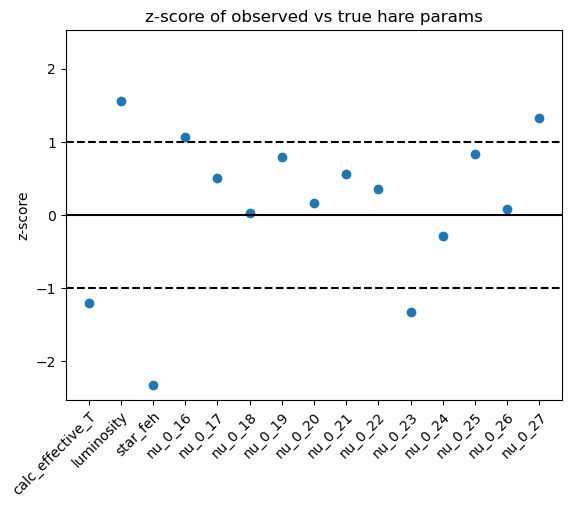 z-score of observed vs true hare params
z-score
2
1
0
−1
−2
calc_effective_T
luminosity
star_feh
nu_0_16
nu_0_17
nu_0_18
nu_0_19
nu_0_20
nu_0_21
nu_0_22
nu_0_23
nu_0_24
nu_0_25
nu_0_26
nu_0_27